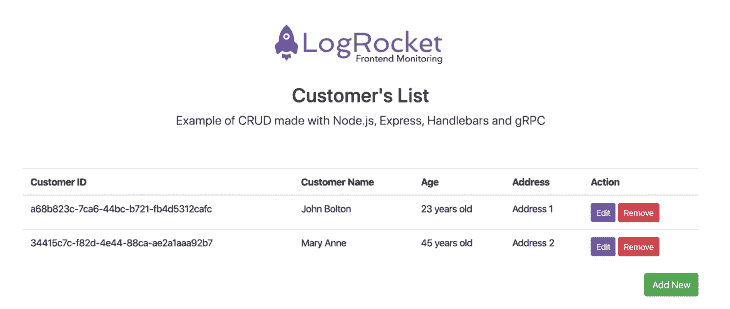 LogRocket
Frontend Monitoring
Customer's List
Example of CRUD made with Node.js, Express, Handlebars and gRPC
Customer ID Customer Name Age Address Action
a68b823c-7ca6-44bc-b721-fb4d5312cafc John Bolton 23 years old Address 1 Edit Remove
34415c7c-f82d-4e44-88ca-ae2a1aaa92b7 Mary Anne 45 years old Address 2 Edit Remove
Add New